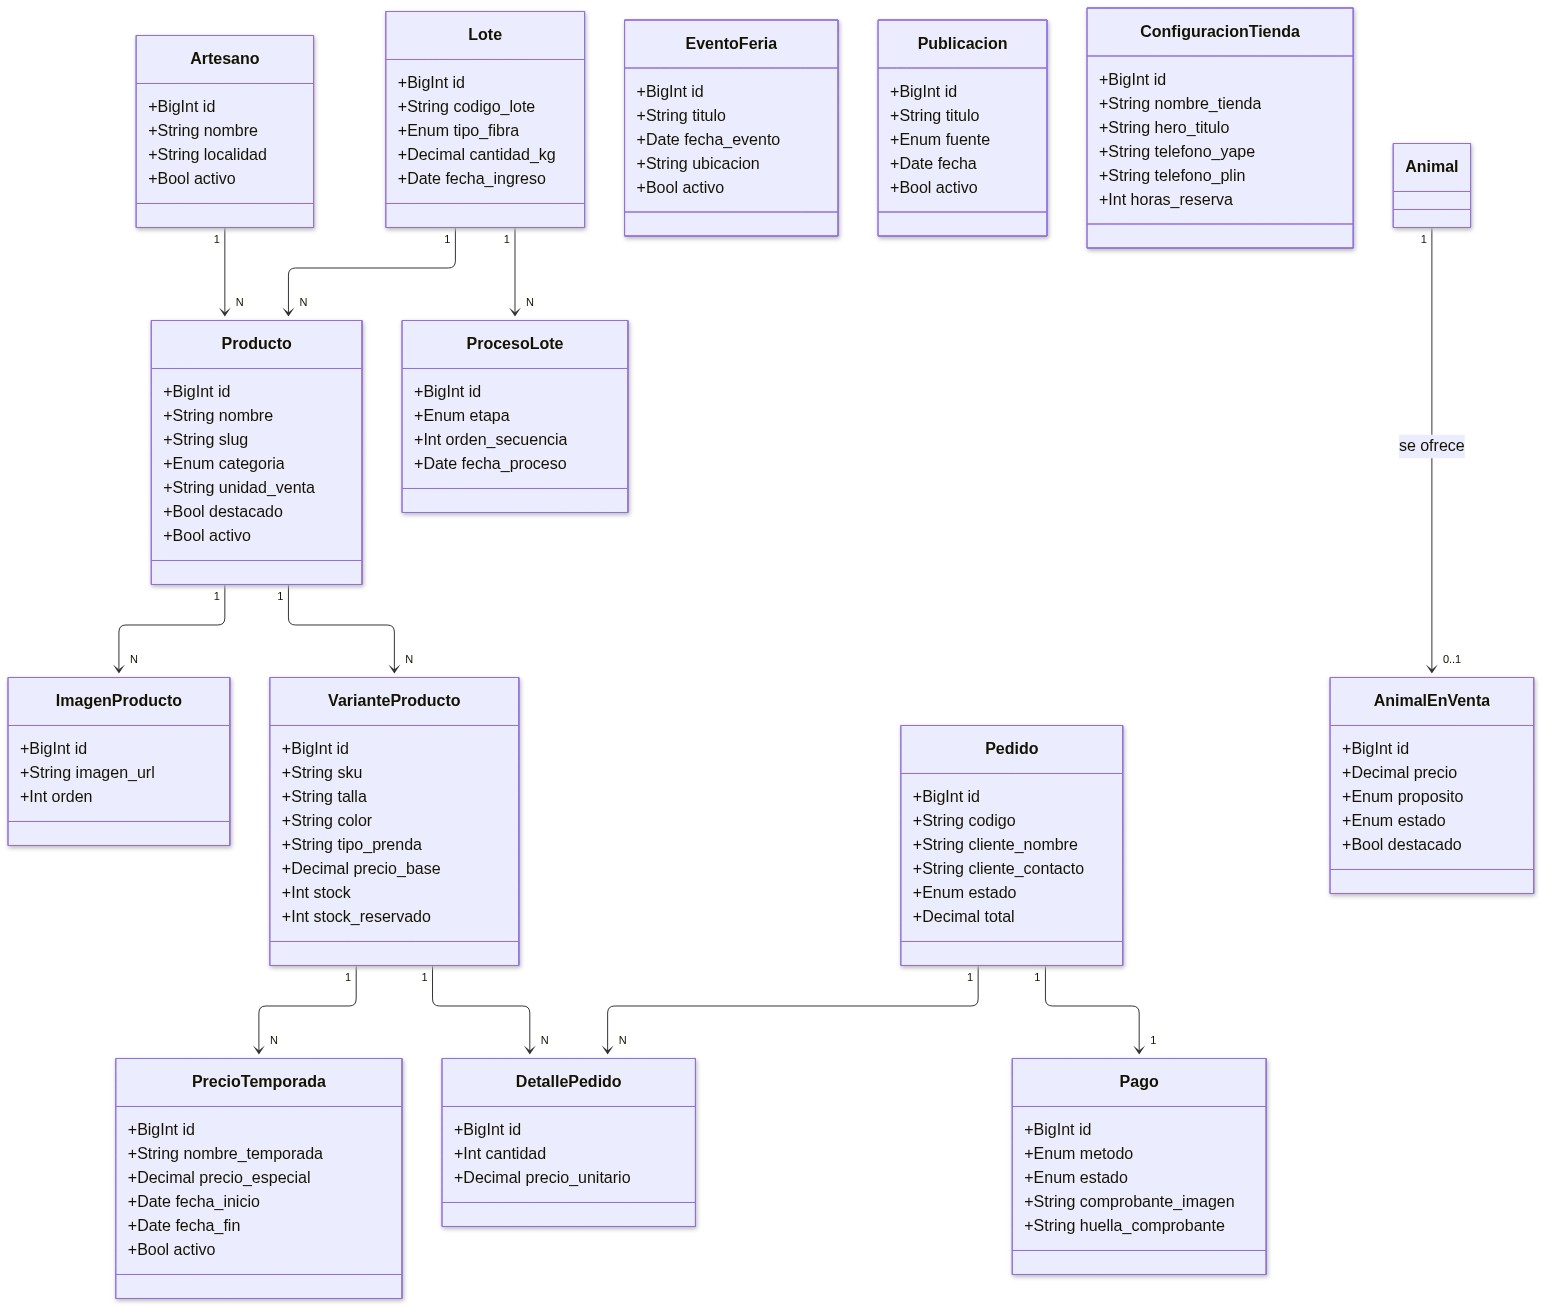 Artesano
+BigInt id
+String nombre
+String localidad
+Bool activo
Lote
+BigInt id
+String codigo_lote
+Enum tipo_fibra
+Decimal cantidad_kg
+Date fecha_ingreso
EventoFeria
+BigInt id
+String titulo
+Date fecha_evento
+String ubicacion
+Bool activo
Publicacion
+BigInt id
+String titulo
+Enum fuente
+Date fecha
+Bool activo
ConfiguracionTienda
+BigInt id
+String nombre_tienda
+String hero_titulo
+String telefono_yape
+String telefono_plin
+Int horas_reserva
Animal
1
1
1
1
N
N
N
Producto
+BigInt id
+String nombre
+String slug
+Enum categoria
+String unidad_venta
+Bool destacado
+Bool activo
ProcesoLote
+BigInt id
+Enum etapa
+Int orden_secuencia
+Date fecha_proceso
se ofrece
1
1
N
N
0..1
ImagenProducto
+BigInt id
+String imagen_url
+Int orden
VarianteProducto
+BigInt id
+String sku
+String talla
+String color
+String tipo_prenda
+Decimal precio_base
+Int stock
+Int stock_reservado
Pedido
+BigInt id
+String codigo
+String cliente_nombre
+String cliente_contacto
+Enum estado
+Decimal total
AnimalEnVenta
+BigInt id
+Decimal precio
+Enum proposito
+Enum estado
+Bool destacado
1
1
1
1
N
N
N
1
PrecioTemporada
+BigInt id
+String nombre_temporada
+Decimal precio_especial
+Date fecha_inicio
+Date fecha_fin
+Bool activo
DetallePedido
+BigInt id
+Int cantidad
+Decimal precio_unitario
Pago
+BigInt id
+Enum metodo
+Enum estado
+String comprobante_imagen
+String huella_comprobante